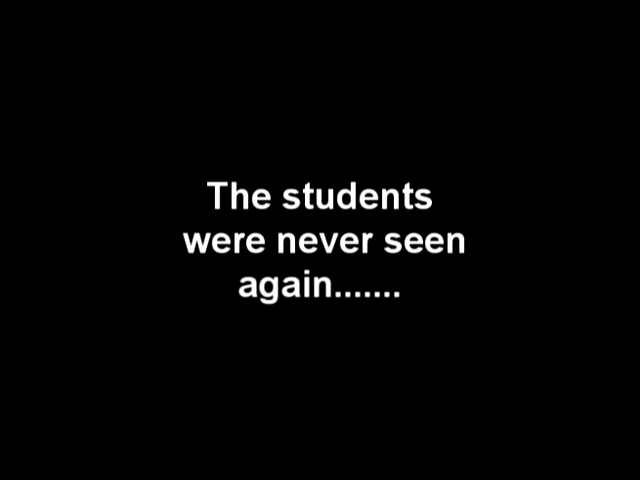 The students
were never seen
again.......